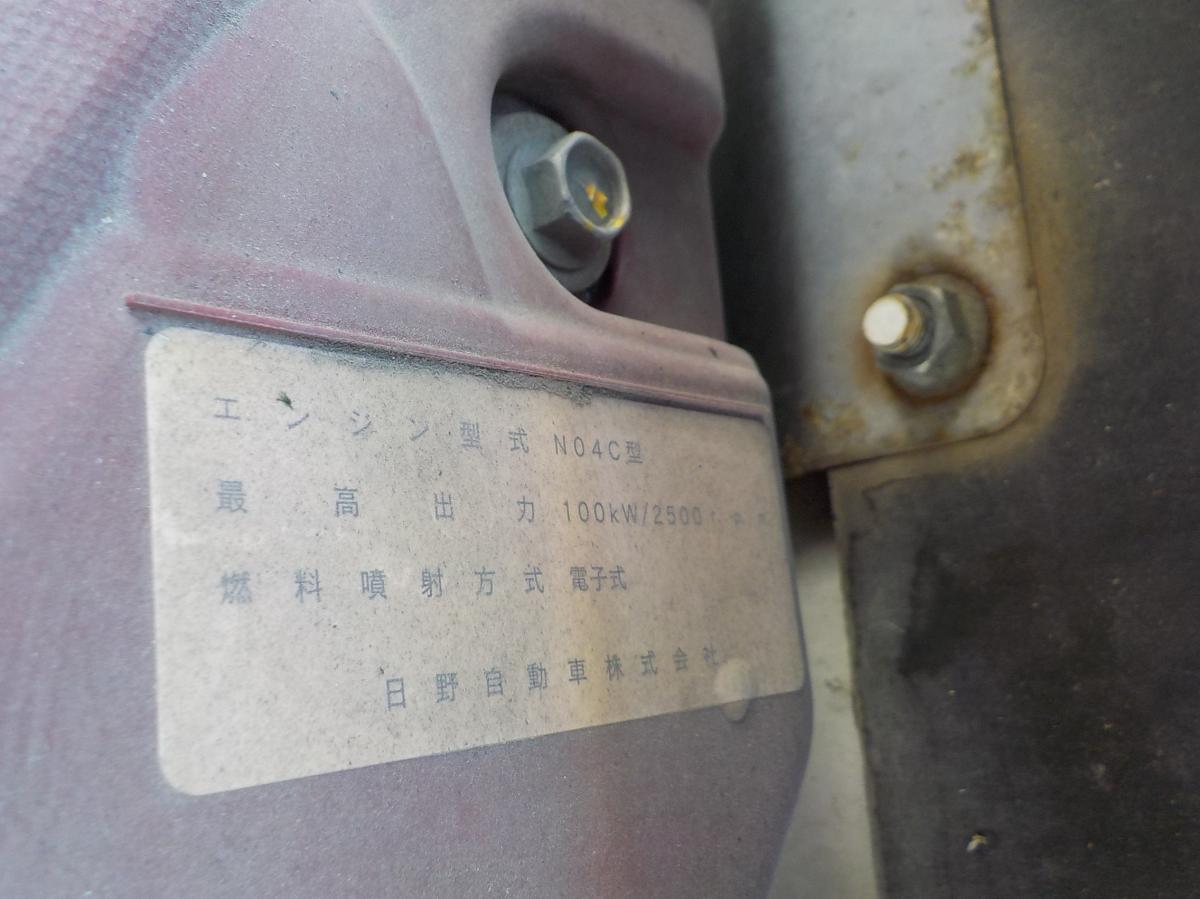 エンジン型式 N04C型
最高出力 100kW/2500rpm
燃料噴射方式 電子式
日野自動車株式会社